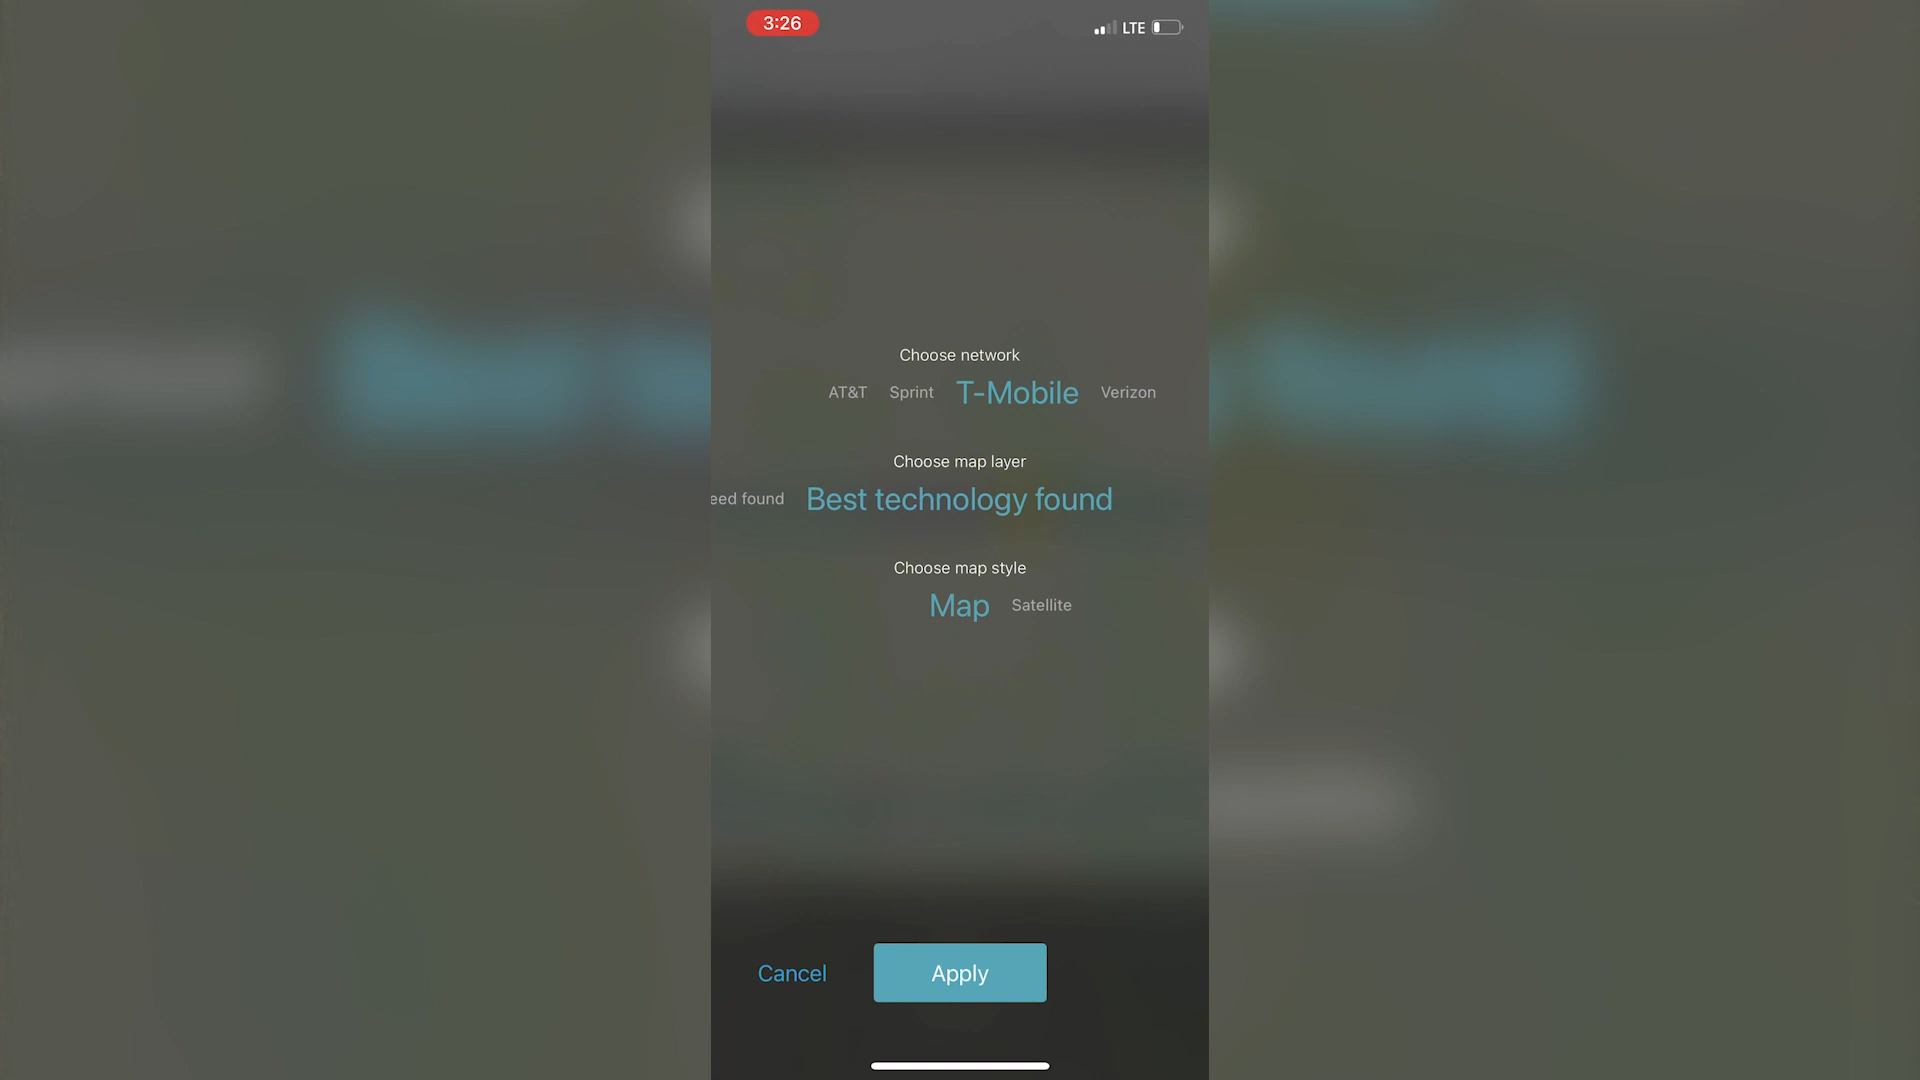 3:26
LTE
Choose network
AT&T Sprint T-Mobile Verizon
Choose map layer
eed found Best technology found
Choose map style
Map Satellite
Cancel Apply